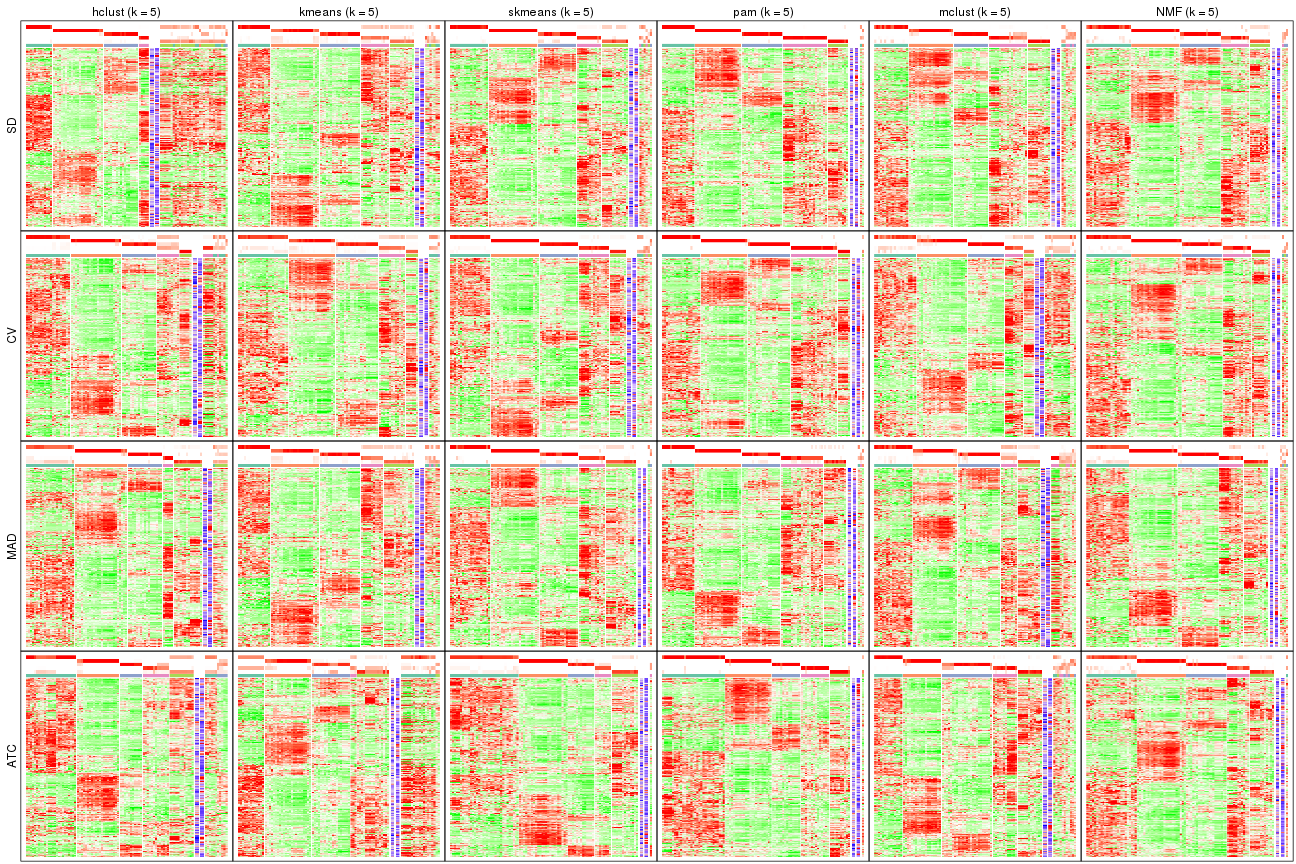 hclust (k = 5) kmeans (k = 5) skmeans (k = 5) pam (k = 5) mclust (k = 5) NMF (k = 5)
SD
CV
MAD
ATC